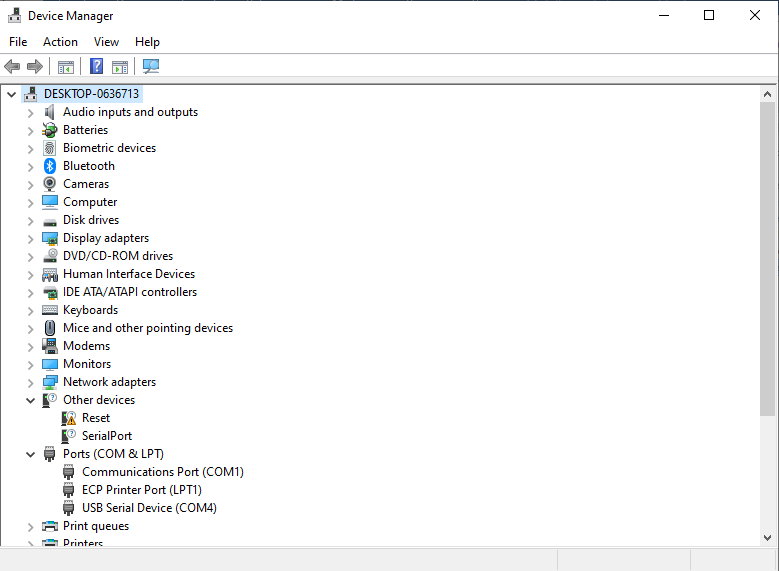 Device Manager
File Action View Help
DESKTOP-0636713
Audio inputs and outputs
Batteries
Biometric devices
Bluetooth
Cameras
Computer
Disk drives
Display adapters
DVD/CD-ROM drives
Human Interface Devices
IDE ATA/ATAPI controllers
Keyboards
Mice and other pointing devices
Modems
Monitors
Network adapters
Other devices
Reset
SerialPort
Ports (COM & LPT)
Communications Port (COM1)
ECP Printer Port (LPT1)
USB Serial Device (COM4)
Print queues
Printers